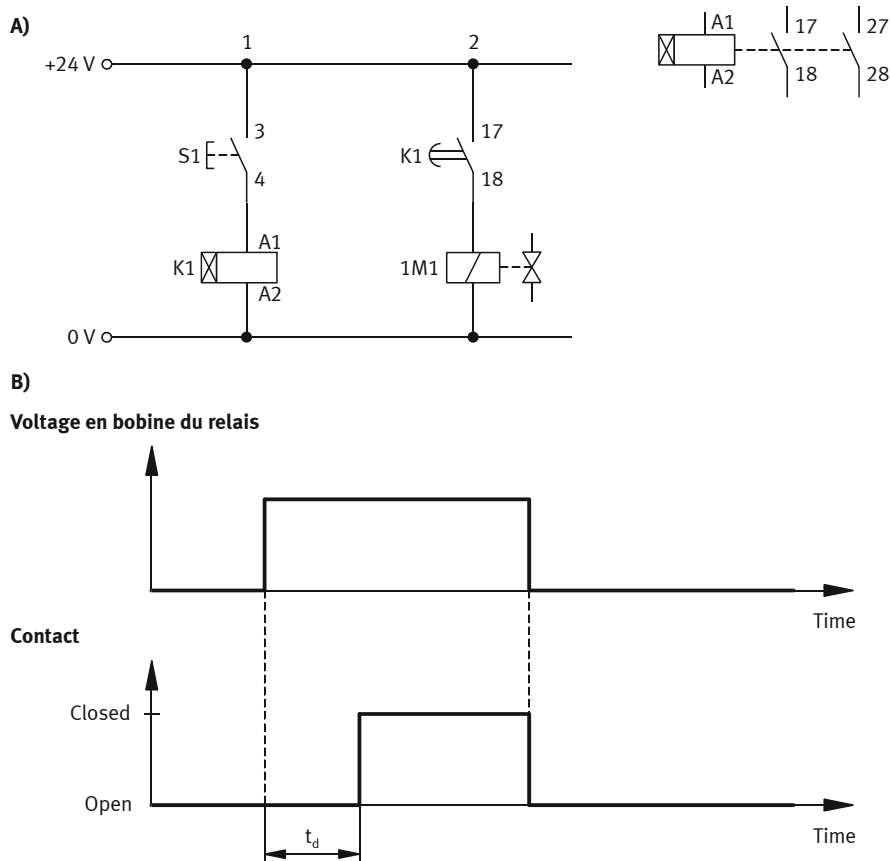 A)
1 2
+24 V
A1 17 27
A2 18 28
3 17
S1 K1
4 18
A1
K1 1M1
A2
0 V
B)
Voltage en bobine du relais
Time
Contact
Closed
Open
Time
td